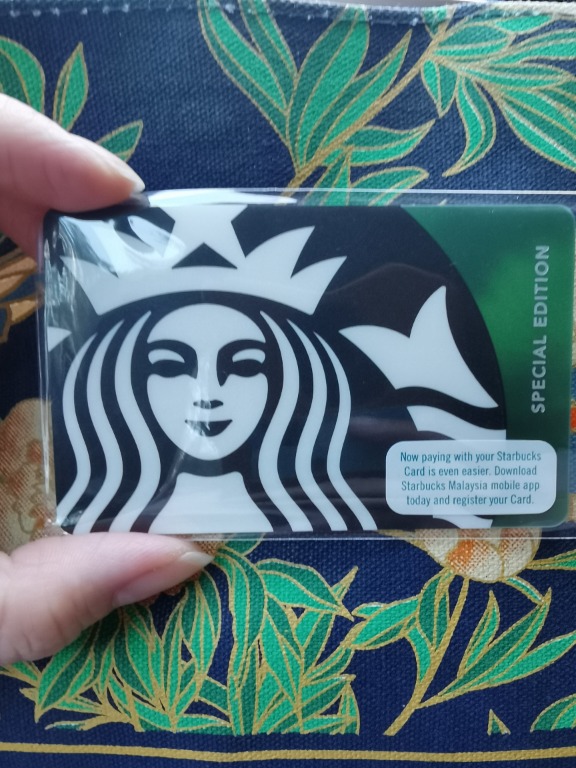 SPECIAL EDITION
Now paying with your Starbucks
Card is even easier. Download
Starbucks Malaysia mobile app
today and register your Card.